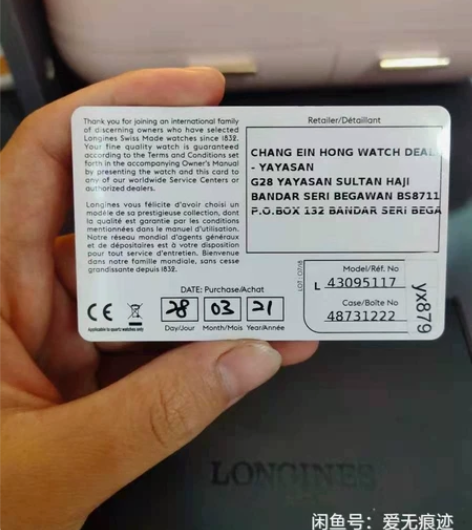 Thank you for joining an international family
of discerning owners who have selected
Longines Swiss Made watches since 1832.
Your fine quality watch is guaranteed
according to the Terms and Conditions set
forth in the accompanying Owner's Manual
by presenting the watch and this card to
any of our worldwide Service Centers or
authorized dealers.
Longines vous félicite d'avoir choisi un
modèle de sa prestigieuse collection, dont
la qualité est garantie par les conditions
mentionnées dans le manuel d'utilisation.
Notre réseau mondial d'agents généraux
et de dépositaires est à votre disposition
pour tout service d'entretien. Bienvenue
dans notre famille mondiale, sans cesse
grandissante depuis 1832.
Retailer/Détaillant
CHANG EIN HONG WATCH DEAL
- YAYASAN
G28 YAYASAN SULTAN HAJI
BANDAR SERI BEGAWAN BS8711
P.O.BOX 132 BANDAR SERI BEGA
DATE: Purchase/Achat
28 03 21
Day/Jour Month/Mois Year/Année
CE
Applicable to quartz watches only
Model/Réf. No
L 43095117
Case/Boîte No
48731222
yx879
LONGINES
闲鱼号：爱无痕迹